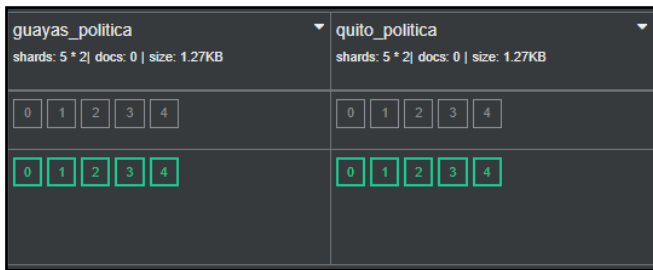 guayas_politica
shards: 5 * 2| docs: 0 | size: 1.27KB
0 1 2 3 4
0 1 2 3 4
quito_politica
shards: 5 * 2| docs: 0 | size: 1.27KB
0 1 2 3 4
0 1 2 3 4